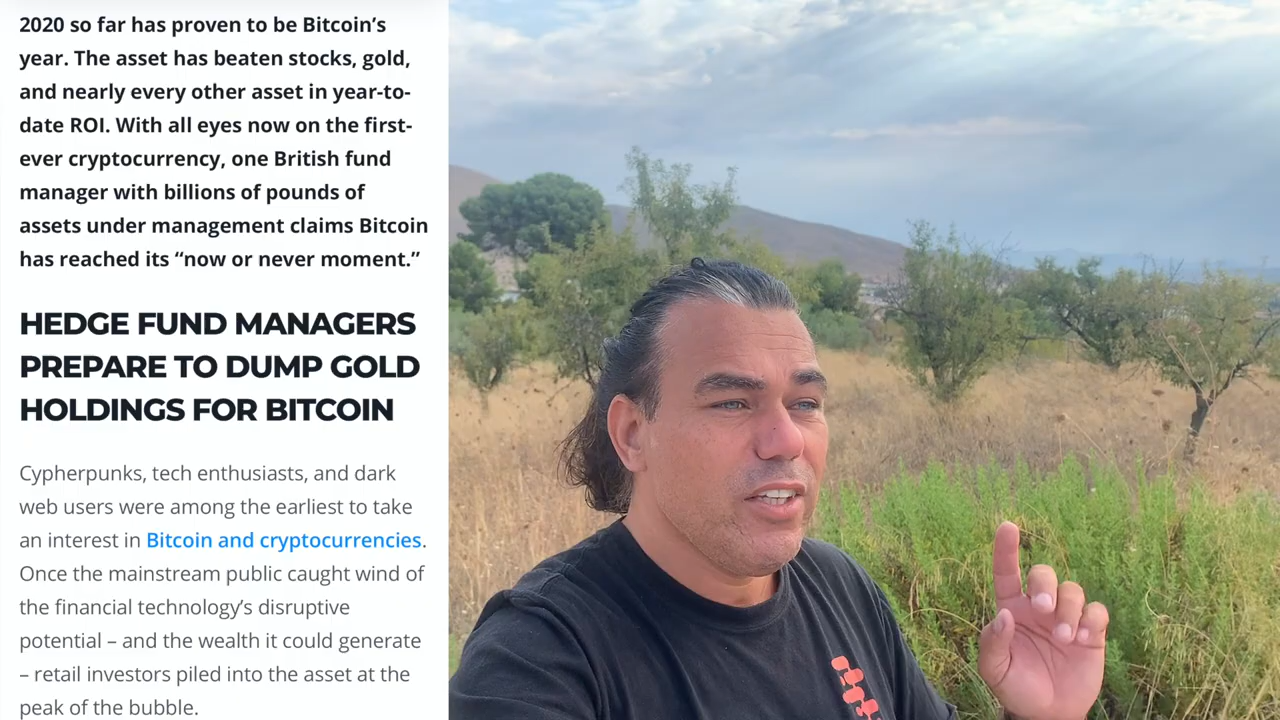 2020 so far has proven to be Bitcoin’s
year. The asset has beaten stocks, gold,
and nearly every other asset in year-to-
date ROI. With all eyes now on the first-
ever cryptocurrency, one British fund
manager with billions of pounds of
assets under management claims Bitcoin
has reached its “now or never moment.”
HEDGE FUND MANAGERS
PREPARE TO DUMP GOLD
HOLDINGS FOR BITCOIN
Cypherpunks, tech enthusiasts, and dark
web users were among the earliest to take
an interest in Bitcoin and cryptocurrencies.
Once the mainstream public caught wind of
the financial technology’s disruptive
potential – and the wealth it could generate
– retail investors piled into the asset at the
peak of the bubble.